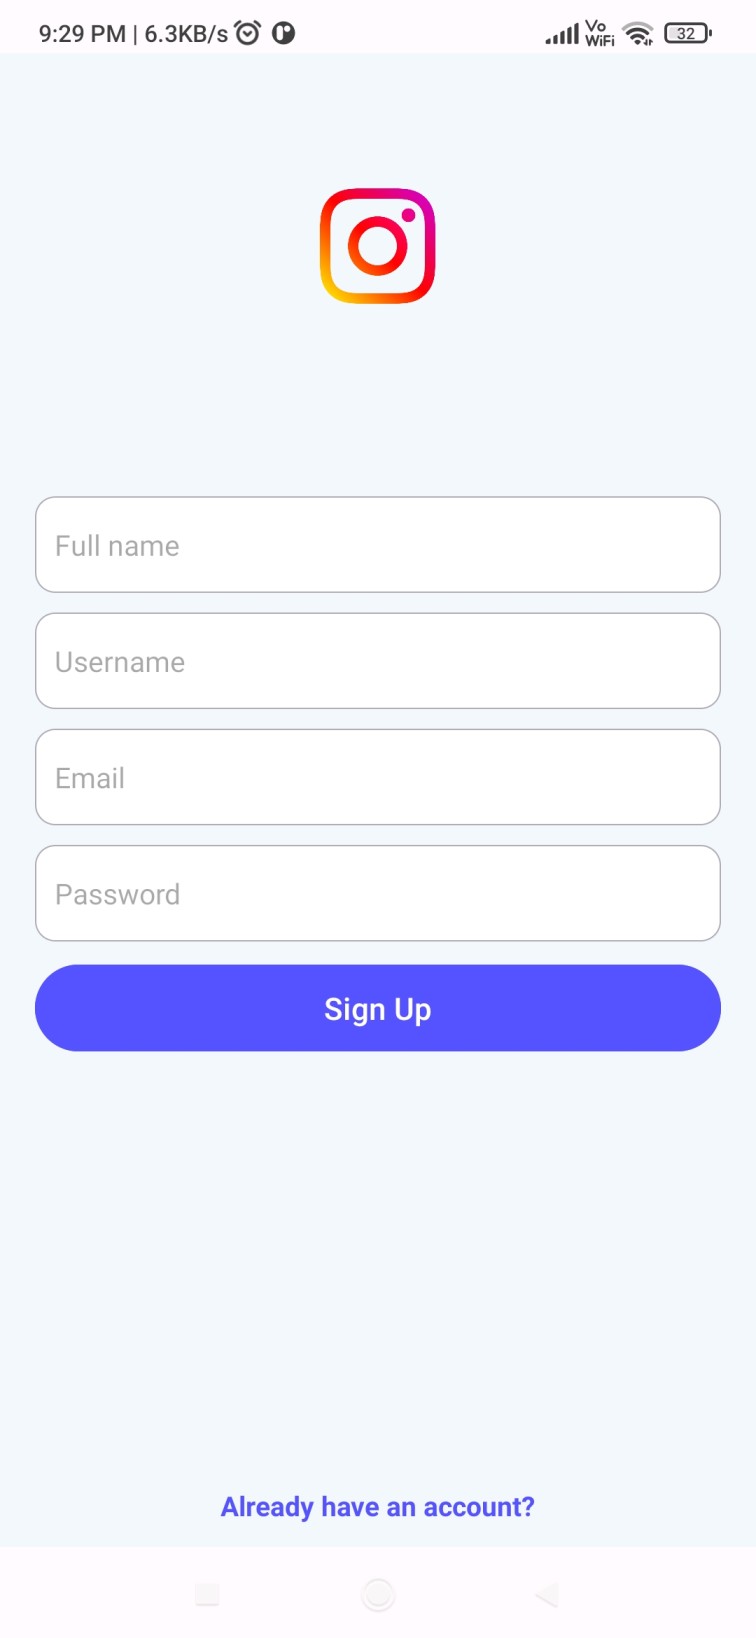 9:29 PM | 6.3KB/s
Vo
WiFi
32
Full name
Username
Email
Password
Sign Up
Already have an account?